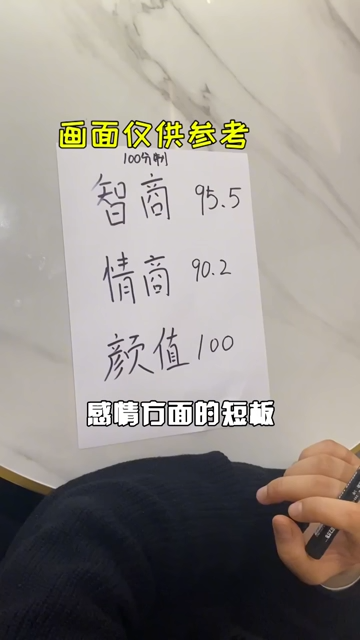 画面仅供参考
100分制
智商 95.5
情商 90.2
颜值 100
感情方面的短板